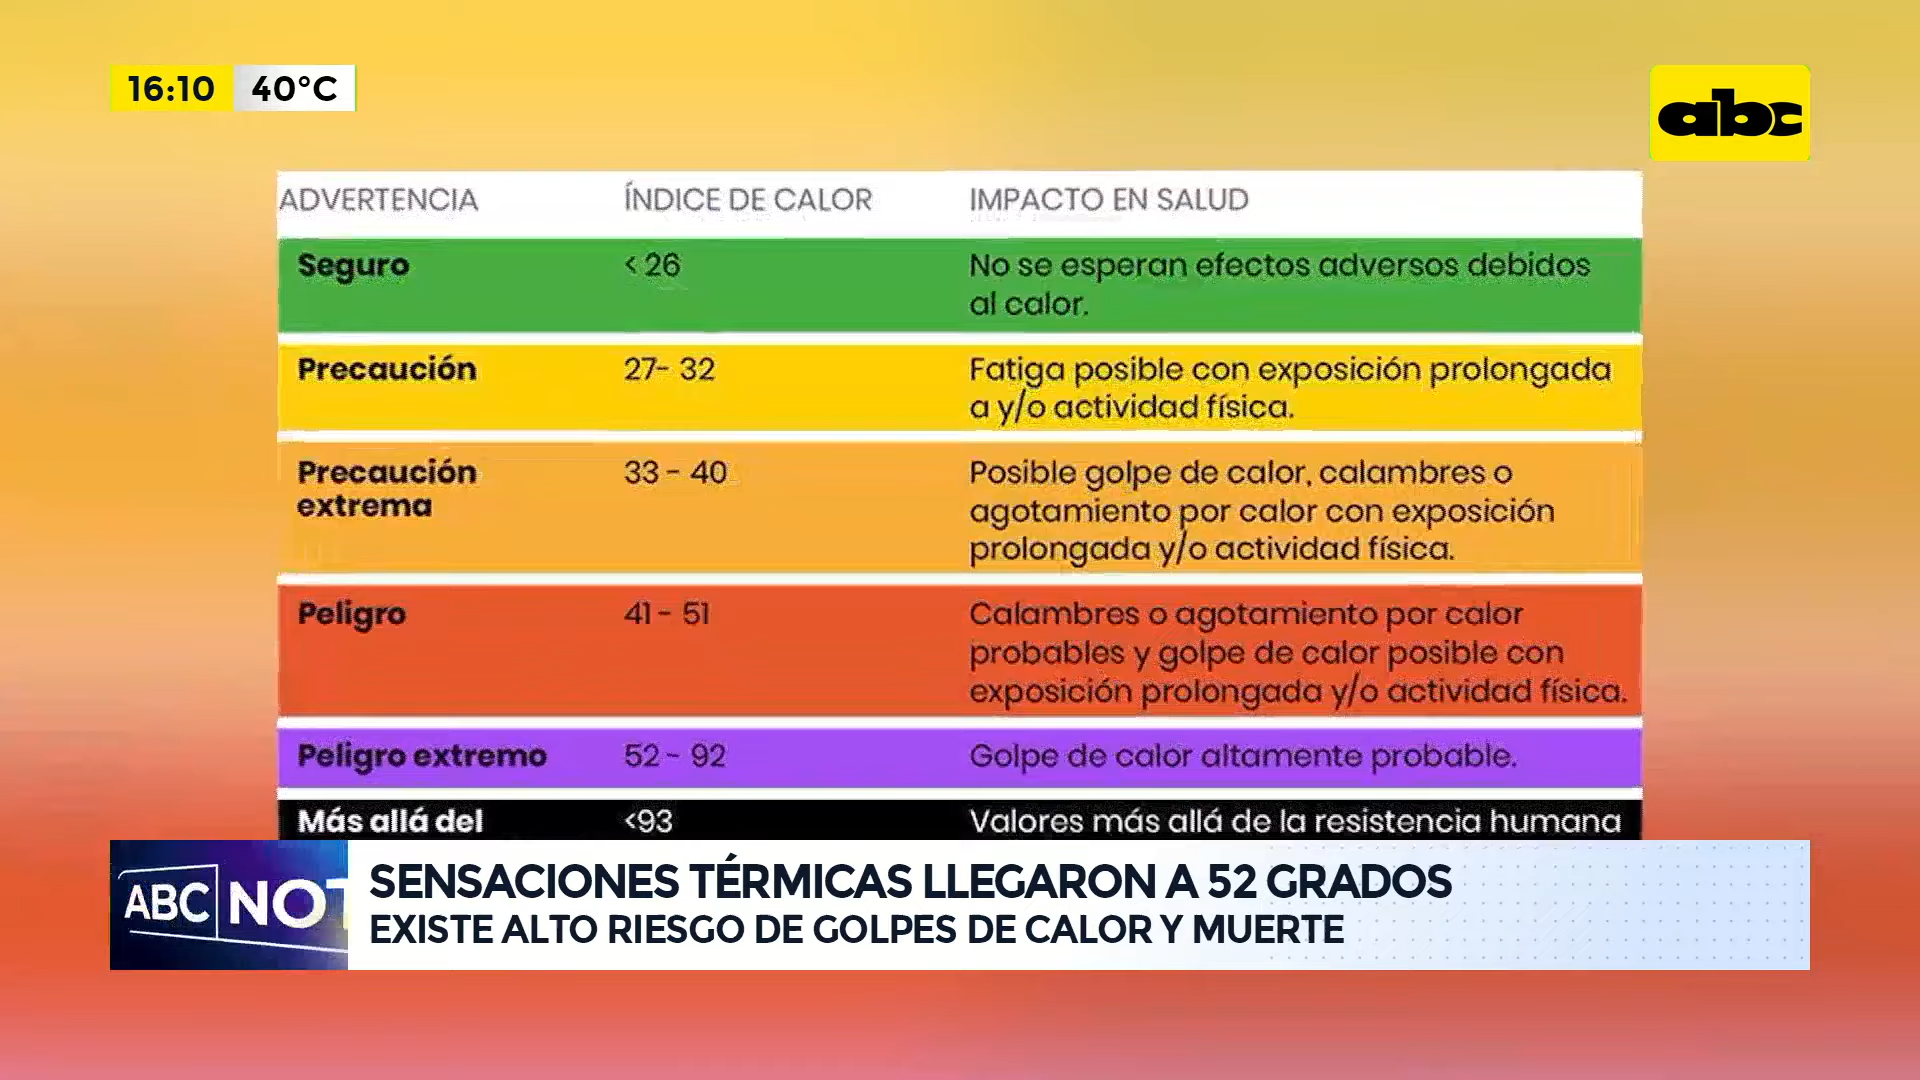 16:10 40°C
abc
ADVERTENCIA ÍNDICE DE CALOR IMPACTO EN SALUD
Seguro < 26 No se esperan efectos adversos debidos
al calor.
Precaución 27- 32 Fatiga posible con exposición prolongada
a y/o actividad física.
Precaución 33 - 40 Posible golpe de calor, calambres o
extrema agotamiento por calor con exposición
prolongada y/o actividad física.
Peligro 41 - 51 Calambres o agotamiento por calor
probables y golpe de calor posible con
exposición prolongada y/o actividad física.
Peligro extremo 52 - 92 Golpe de calor altamente probable.
Más allá del <93 Valores más allá de la resistencia humana
ABC NOT
SENSACIONES TÉRMICAS LLEGARON A 52 GRADOS
EXISTE ALTO RIESGO DE GOLPES DE CALOR Y MUERTE